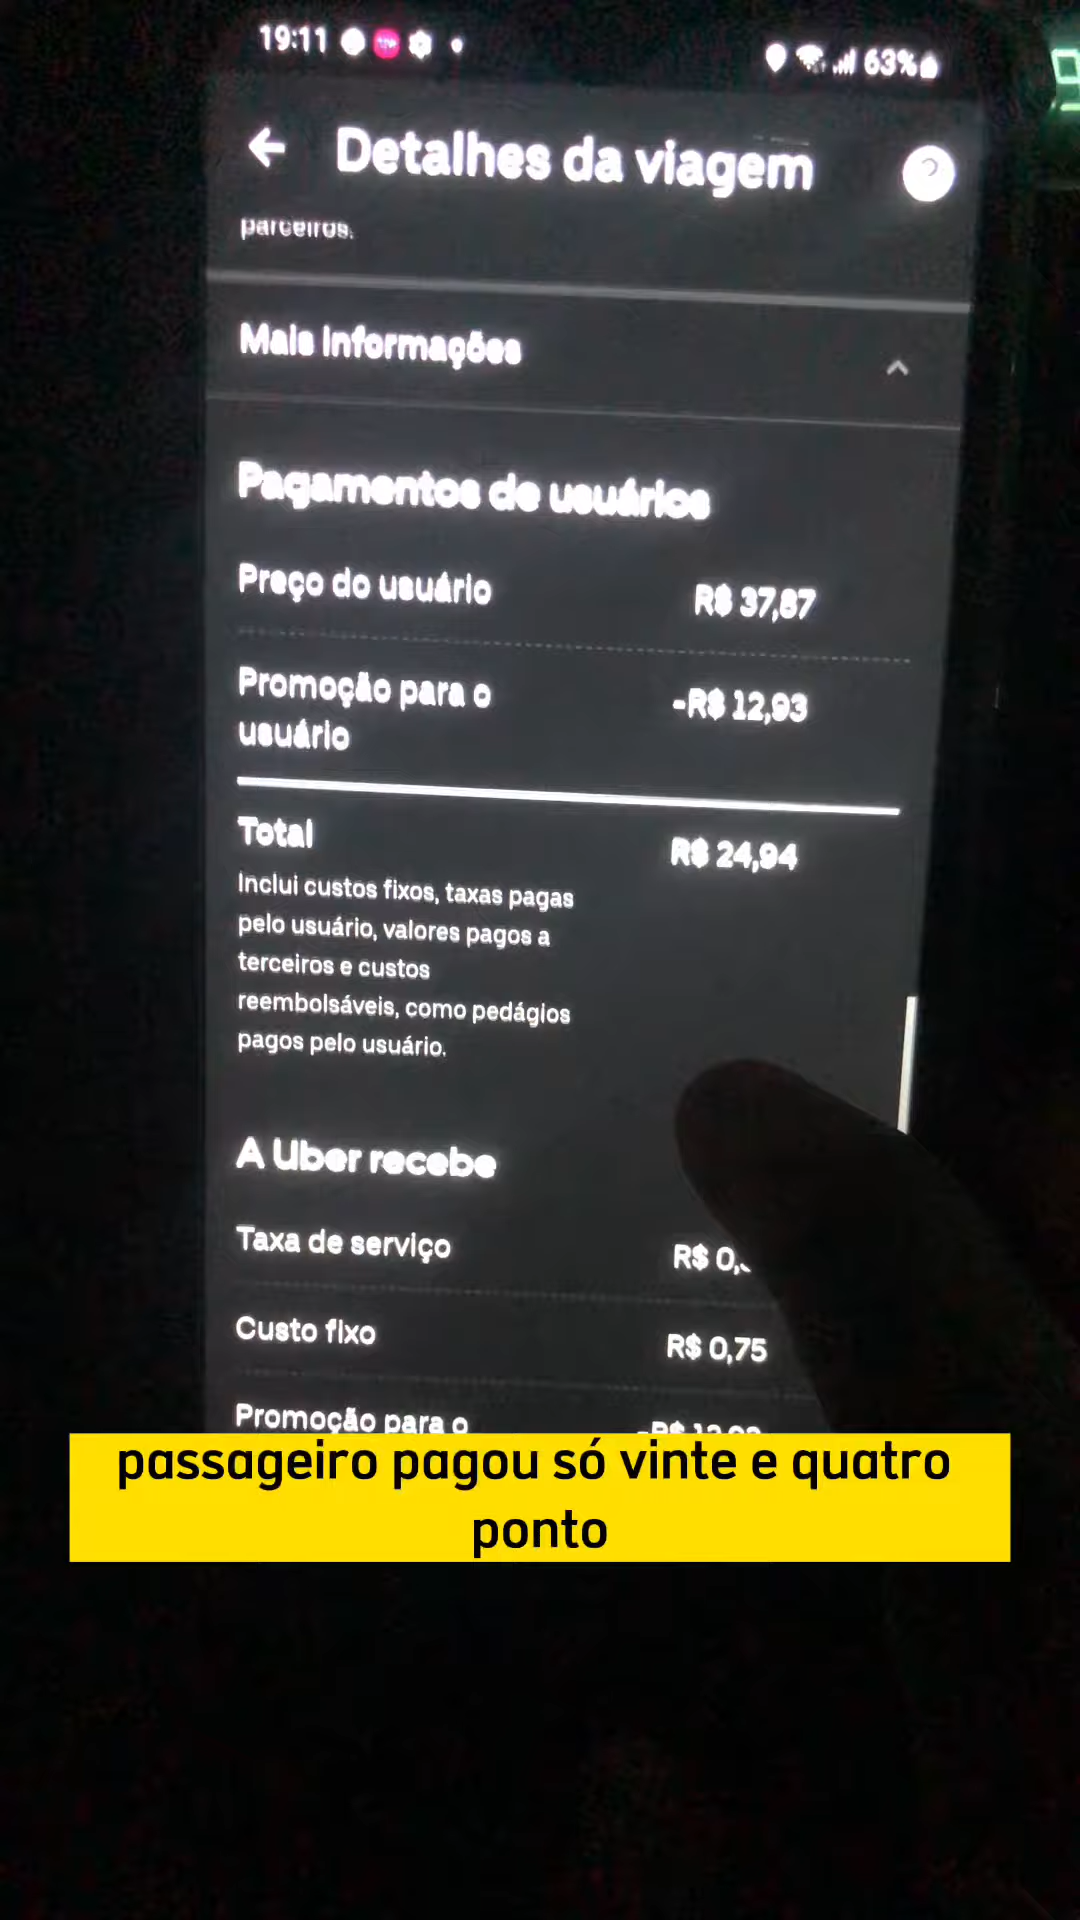 19:11
63%
Detalhes da viagem
parceiros.
Mais informações
Pagamentos de usuários
Preço do usuário R$ 37,87
Promoção para o
usuário
-R$ 12,93
Total R$ 24,94
Inclui custos fixos, taxas pagas
pelo usuário, valores pagos a
terceiros e custos
reembolsáveis, como pedágios
pagos pelo usuário.
A Uber recebe
Taxa de serviço R$ 0,
Custo fixo R$ 0,75
Promoção para o
passageiro pagou só vinte e quatro
ponto